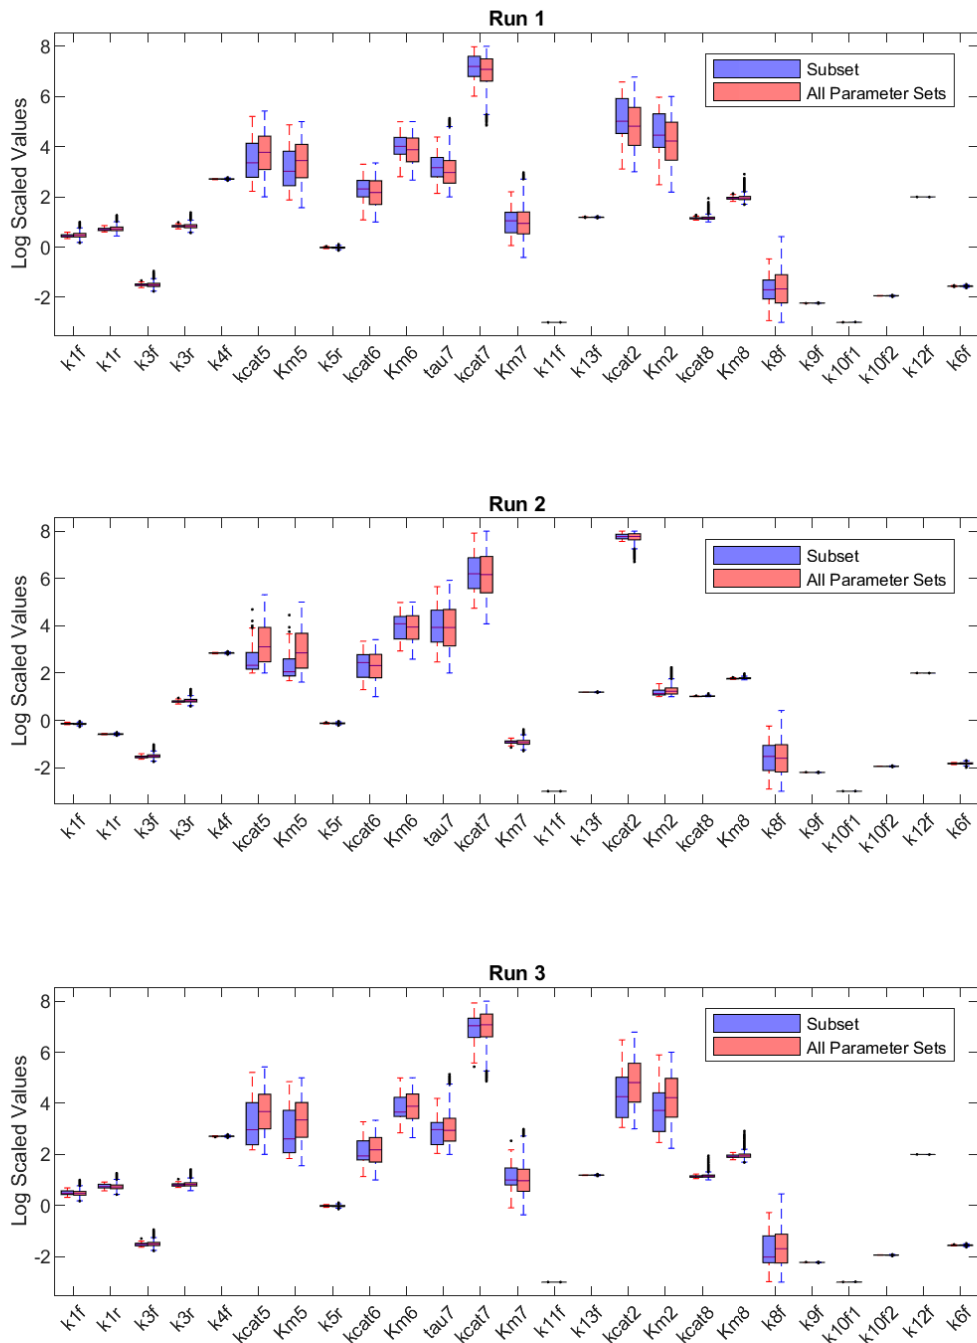 Run 1
Log Scaled Values
8
6
4
2
0
-2
Subset
All Parameter Sets
k1f k1r k3f k3r k4f kcat5 Km5 k5r kcat6 Km6 tau7 kcat7 Km7 k11f k13f kcat2 Km2 kcat8 Km8 k8f k9f k10f1 k10f2 k12f k6f
Run 2
Log Scaled Values
8
6
4
2
0
-2
Subset
All Parameter Sets
k1f k1r k3f k3r k4f kcat5 Km5 k5r kcat6 Km6 tau7 kcat7 Km7 k11f k13f kcat2 Km2 kcat8 Km8 k8f k9f k10f1 k10f2 k12f k6f
Run 3
Log Scaled Values
8
6
4
2
0
-2
Subset
All Parameter Sets
k1f k1r k3f k3r k4f kcat5 Km5 k5r kcat6 Km6 tau7 kcat7 Km7 k11f k13f kcat2 Km2 kcat8 Km8 k8f k9f k10f1 k10f2 k12f k6f